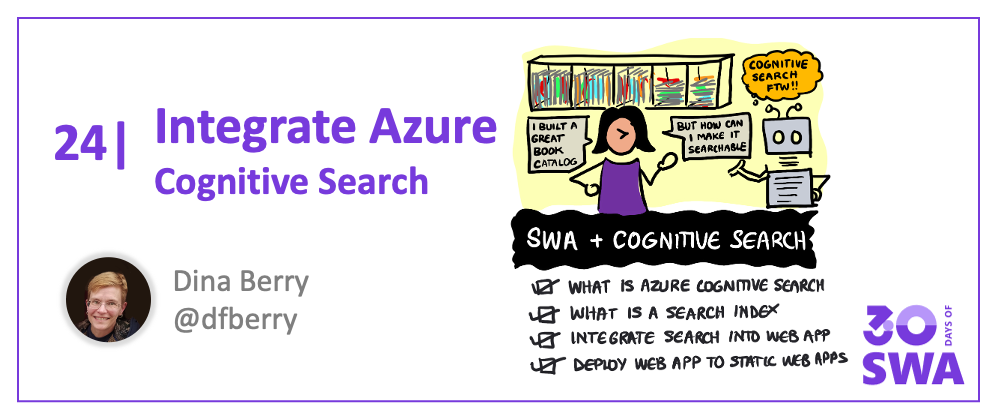 24|
Integrate Azure
Cognitive Search
Dina Berry
@dfberry
COGNITIVE
SEARCH
FTW!!
I BUILT A
GREAT
BOOK
CATALOG
BUT HOW CAN
I MAKE IT
SEARCHABLE
SWA + COGNITIVE SEARCH
WHAT IS AZURE COGNITIVE SEARCH
WHAT IS A SEARCH INDEX
INTEGRATE SEARCH INTO WEB APP
DEPLOY WEB APP TO STATIC WEB APPS
30
DAYS OF
SWA